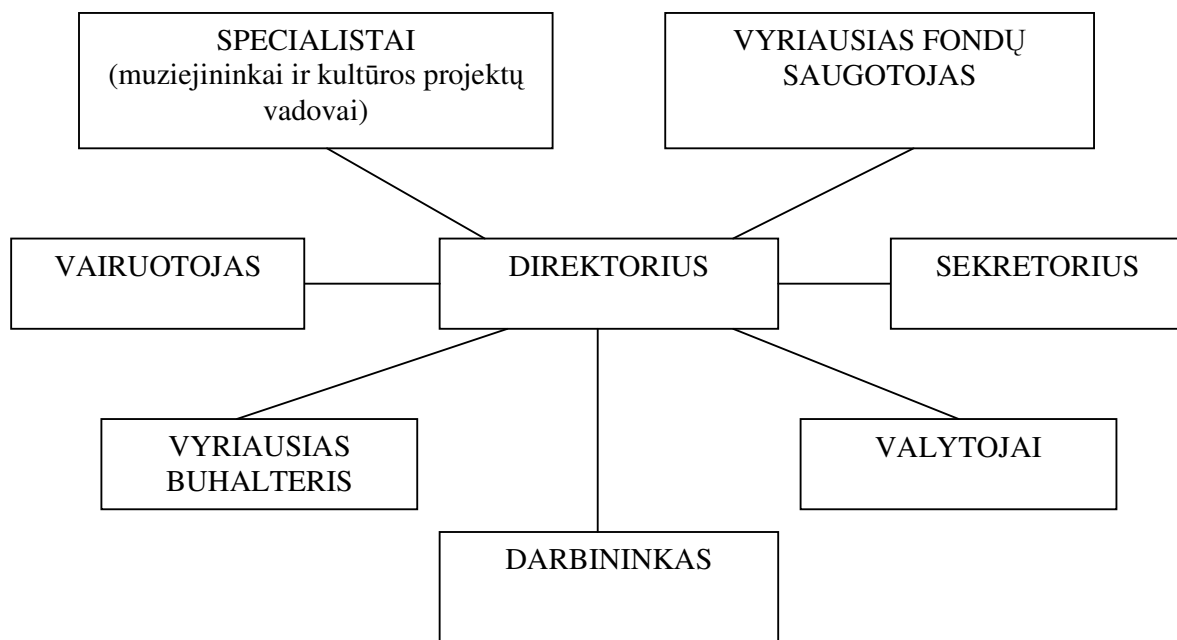 SPECIALISTAI
(muziejininkai ir kultūros projektų
vadovai)
VYRIAUSIAS FONDŲ
SAUGOTOJAS
VAIRUOTOJAS
DIREKTORIUS
SEKRETORIUS
VYRIAUSIAS
BUHALTERIS
VALYTOJAI
DARBININKAS